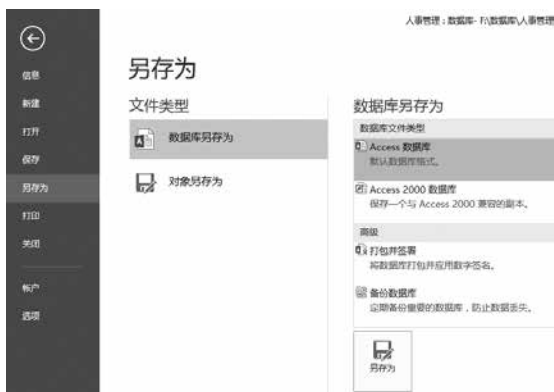 人事管理：数据库- F:\数据库\人事管理
信息
新建
打开
保存
另存为
打印
关闭
帐户
选项
另存为
文件类型
数据库另存为
对象另存为
数据库另存为
数据库文件类型
Access 数据库
默认数据库格式。
Access 2000 数据库
保存一个与 Access 2000 兼容的副本。
高级
打包并签署
将数据库打包并应用数字签名。
备份数据库
定期备份重要的数据库，防止数据丢失。
另存为